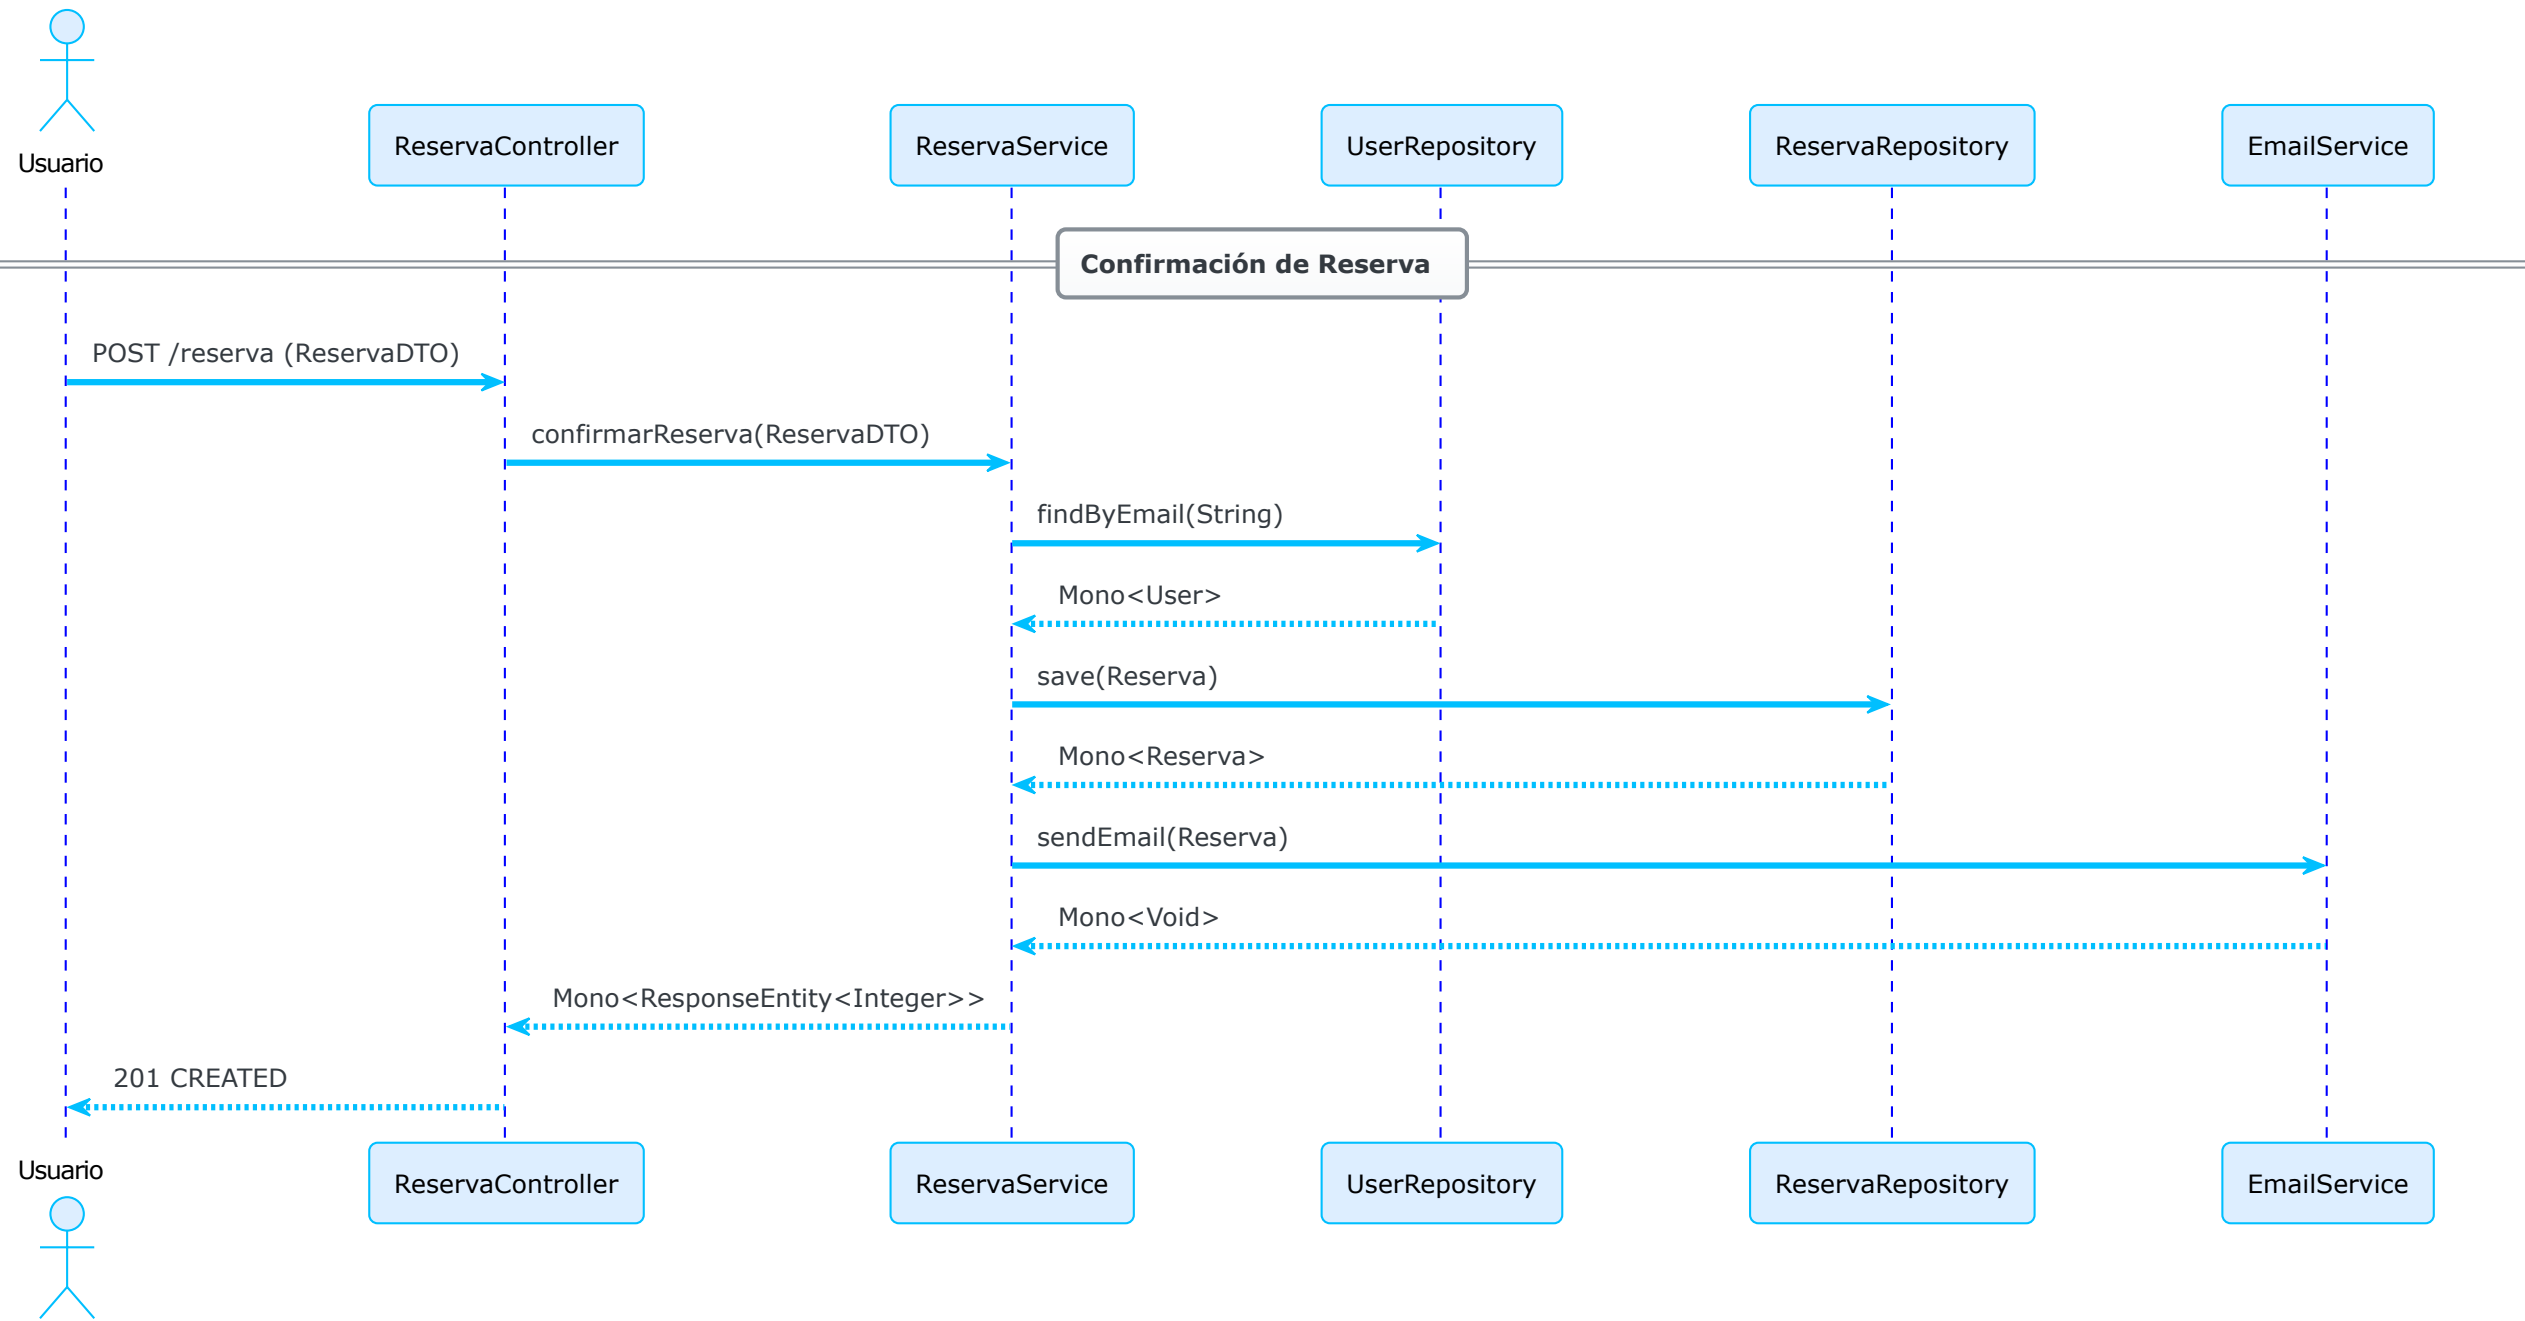 Usuario
ReservaController
ReservaService
UserRepository
ReservaRepository
EmailService
Confirmación de Reserva
POST /reserva (ReservaDTO)
confirmarReserva(ReservaDTO)
findByEmail(String)
Mono<User>
save(Reserva)
Mono<Reserva>
sendEmail(Reserva)
Mono<Void>
Mono<ResponseEntity<Integer>>
201 CREATED
Usuario
ReservaController
ReservaService
UserRepository
ReservaRepository
EmailService